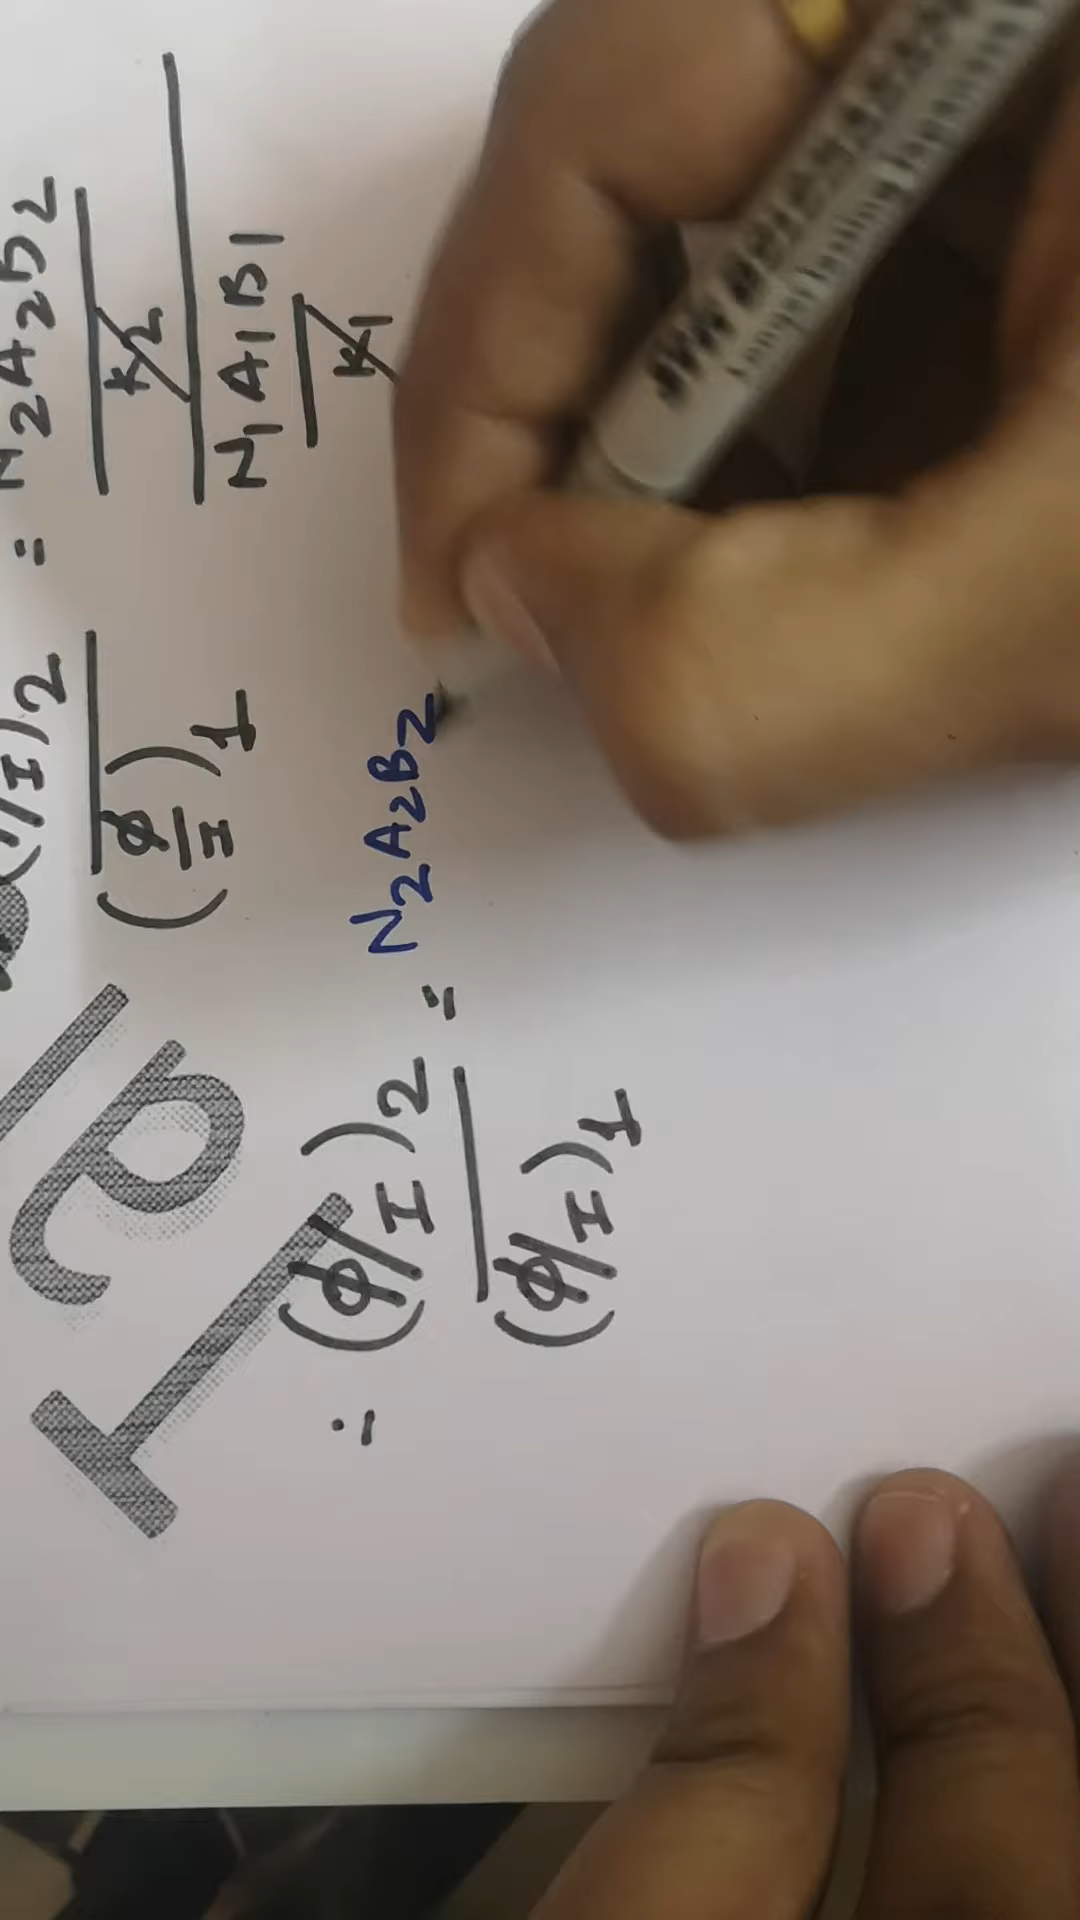 (ϕ/I)2 = N2A2B2
K2
(ϕ/I)1 N1A1B1
K1
∴ (ϕ/I)2 = N2A2B2
(ϕ/I)1